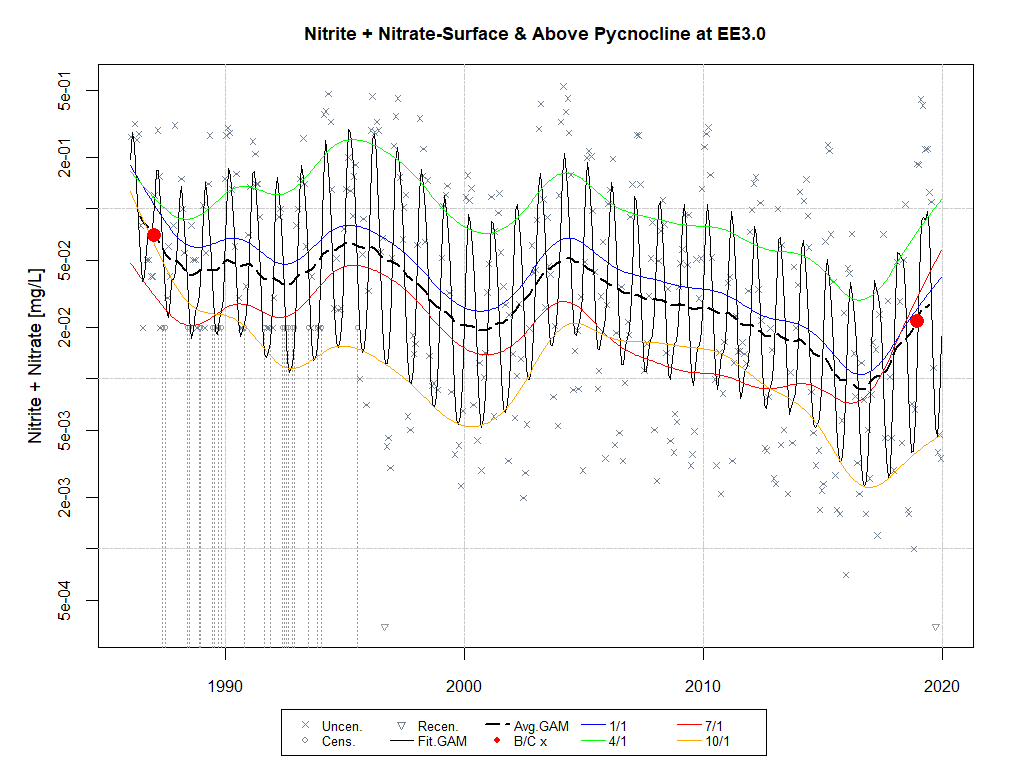 Nitrite + Nitrate-Surface & Above Pycnocline at EE3.0
Nitrite + Nitrate [mg/L]
5e-01
2e-01
5e-02
2e-02
5e-03
2e-03
5e-04
1990 2000 2010 2020
Uncen. Recen. Avg.GAM 1/1 7/1
Cens. Fit.GAM B/C x 4/1 10/1